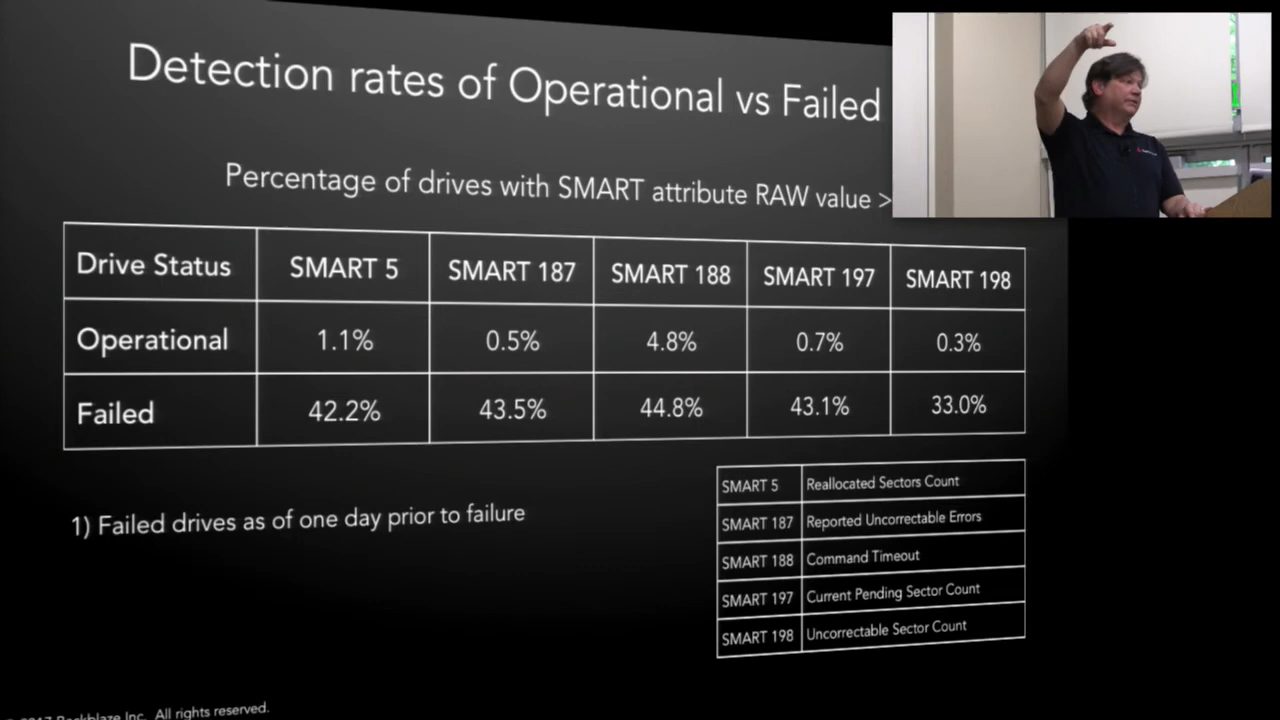 Detection rates of Operational vs Failed
Percentage of drives with SMART attribute RAW value >
Drive Status SMART 5 SMART 187 SMART 188 SMART 197 SMART 198
Operational 1.1% 0.5% 4.8% 0.7% 0.3%
Failed 42.2% 43.5% 44.8% 43.1% 33.0%
1) Failed drives as of one day prior to failure
SMART 5 Reallocated Sectors Count
SMART 187 Reported Uncorrectable Errors
SMART 188 Command Timeout
SMART 197 Current Pending Sector Count
SMART 198 Uncorrectable Sector Count
2017 Backblaze Inc. All rights reserved.